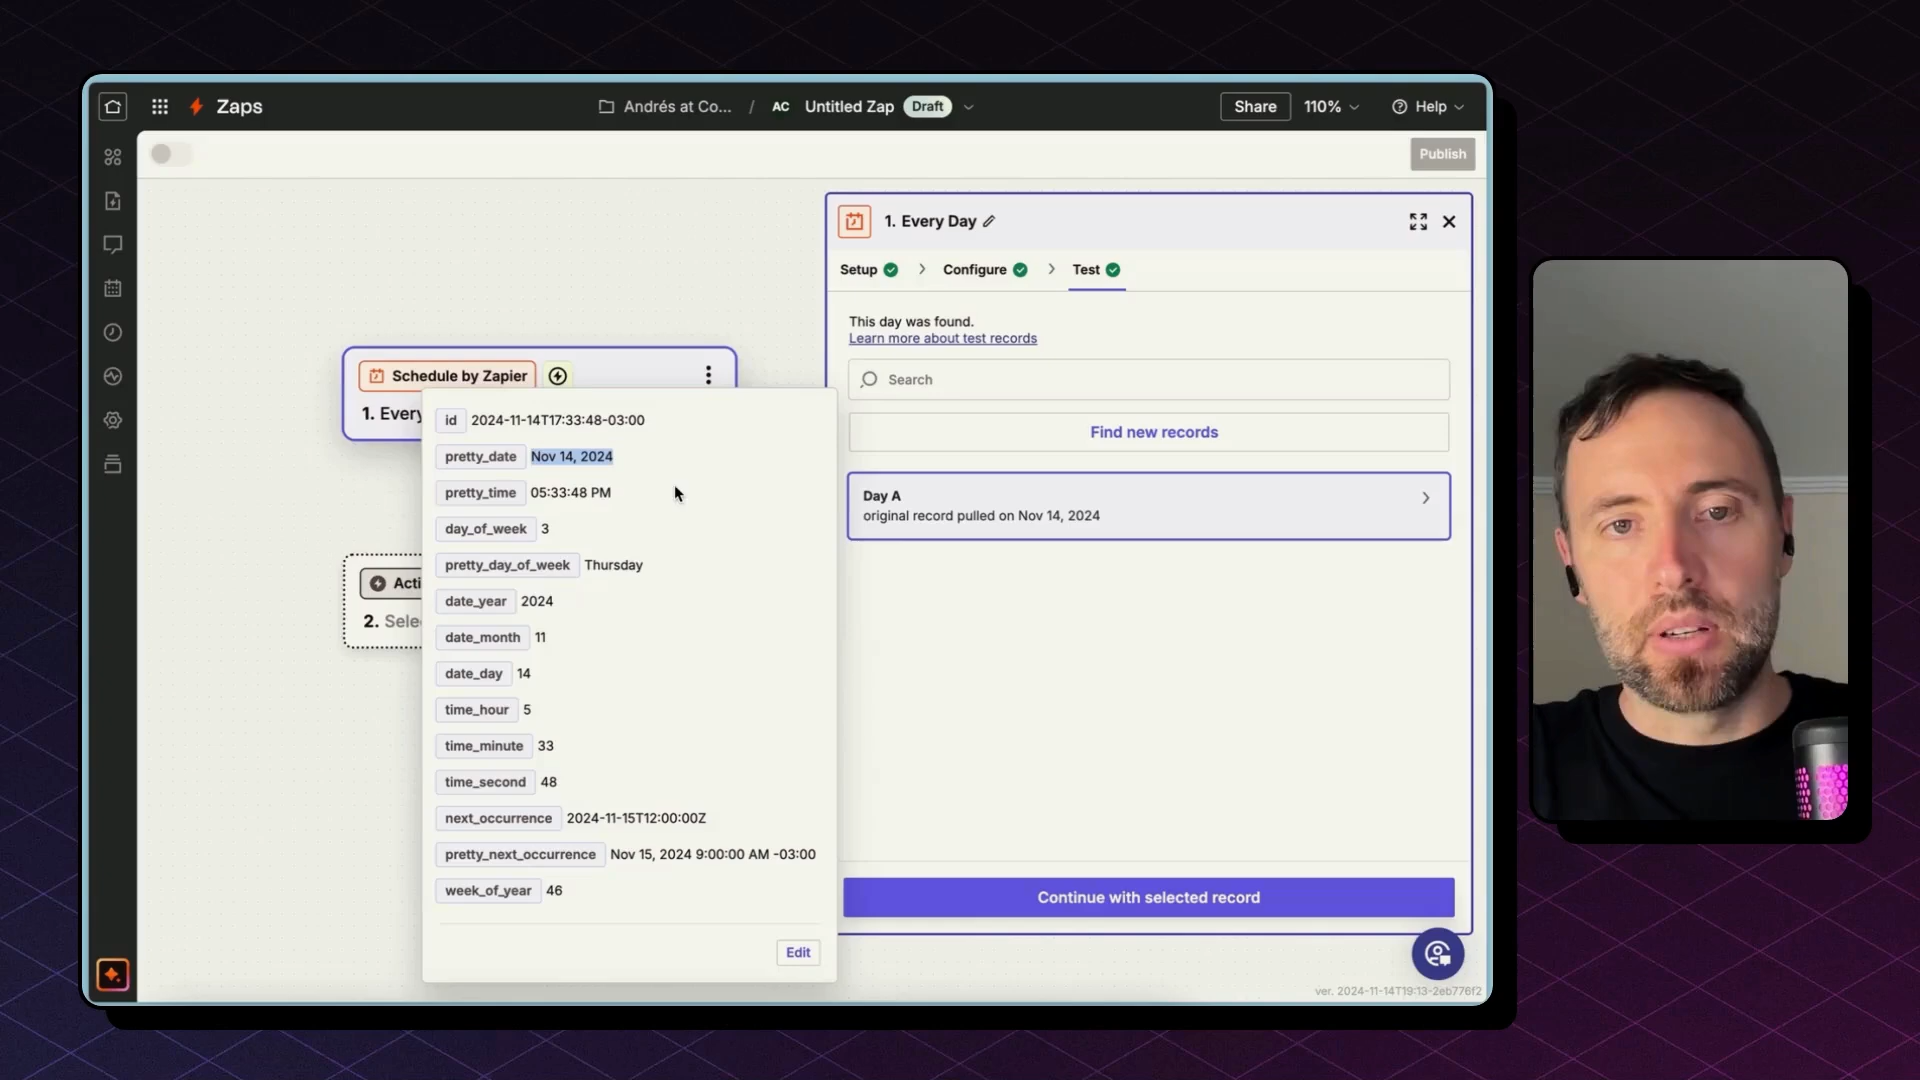 Zaps
Andrés at Co... / AC Untitled Zap Draft
Share 110% Help
Publish
1. Every Day
Setup Configure Test
This day was found.
Learn more about test records
Search
Find new records
Day A
original record pulled on Nov 14, 2024
Continue with selected record
Schedule by Zapier
1. Every
Acti
2. Sele
id 2024-11-14T17:33:48-03:00
pretty_date Nov 14, 2024
pretty_time 05:33:48 PM
day_of_week 3
pretty_day_of_week Thursday
date_year 2024
date_month 11
date_day 14
time_hour 5
time_minute 33
time_second 48
next_occurrence 2024-11-15T12:00:00Z
pretty_next_occurrence Nov 15, 2024 9:00:00 AM -03:00
week_of_year 46
Edit
ver. 2024-11-14T19:13-2eb776f2